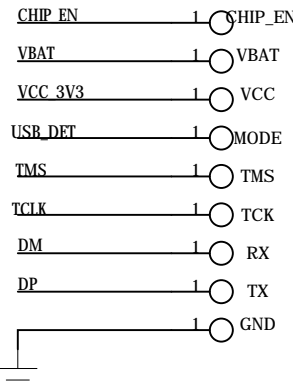 CHIP_EN 1 CHIP_EN
VBAT 1 VBAT
VCC_3V3 1 VCC
USB_DET 1 MODE
TMS 1 TMS
TCLK 1 TCK
DM 1 RX
DP 1 TX
1 GND